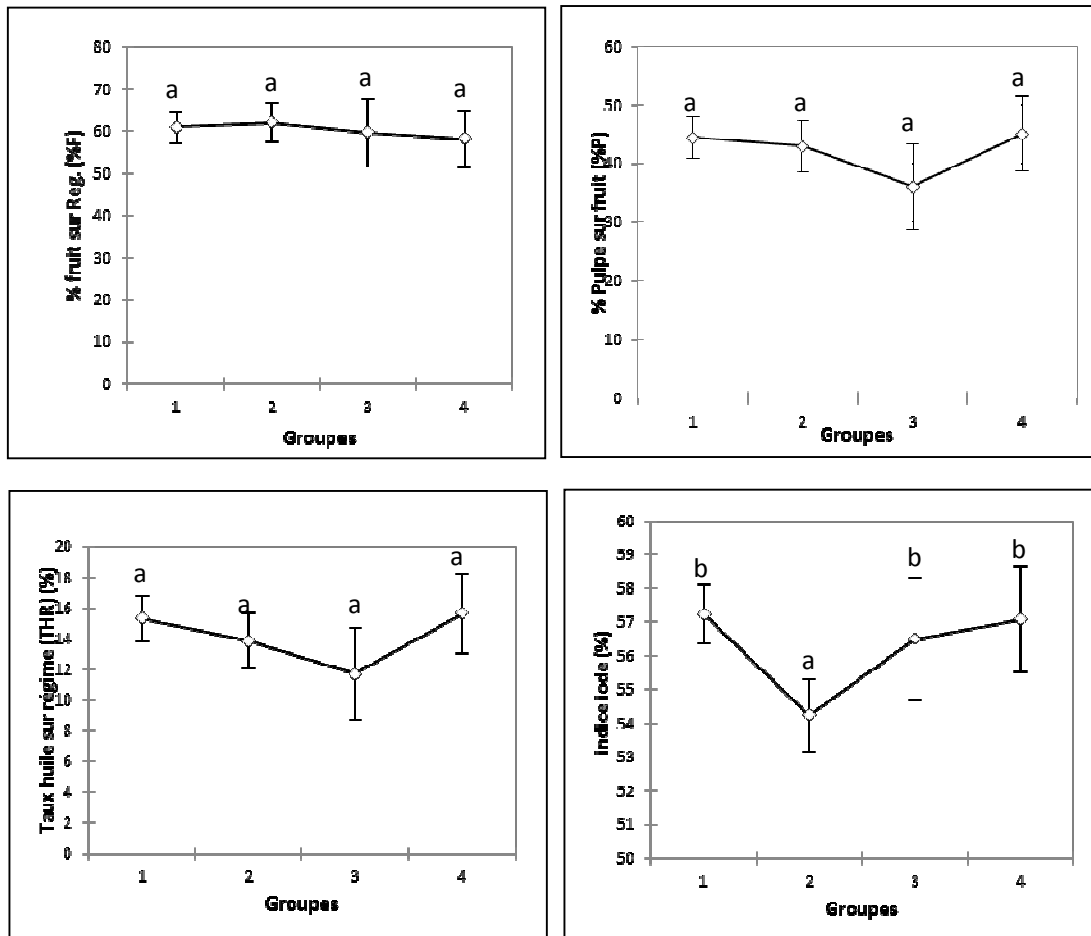 80
70
60
50
40
30
20
10
0
a
a
a
a
% fruit sur Reg. (%F)
1 2 3 4
Groupes
60
50
40
30
20
10
0
a
a
a
a
% Pulpe sur fruit (%P)
1 2 3 4
Groupes
20
18
16
14
12
10
8
6
4
2
0
a
a
a
a
Taux huile sur régime (THR) (%)
1 2 3 4
Groupes
60
59
58
57
56
55
54
53
52
51
50
b
a
b
b
indice iode (%)
1 2 3 4
Groupes